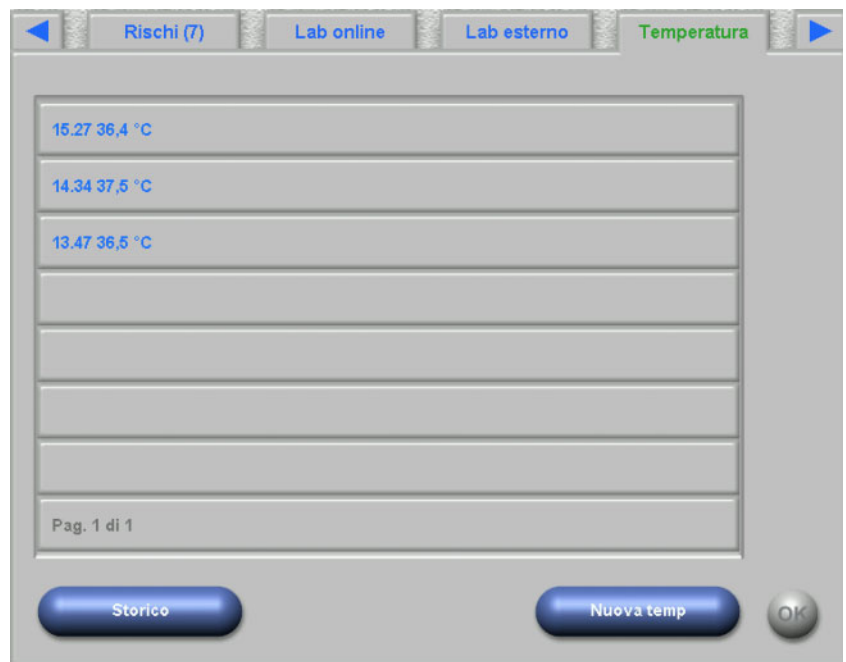 Rischi (7) Lab online Lab esterno Temperatura
15.27 36,4 °C
14.34 37,5 °C
13.47 36,5 °C
Pag. 1 di 1
Storico Nuova temp OK